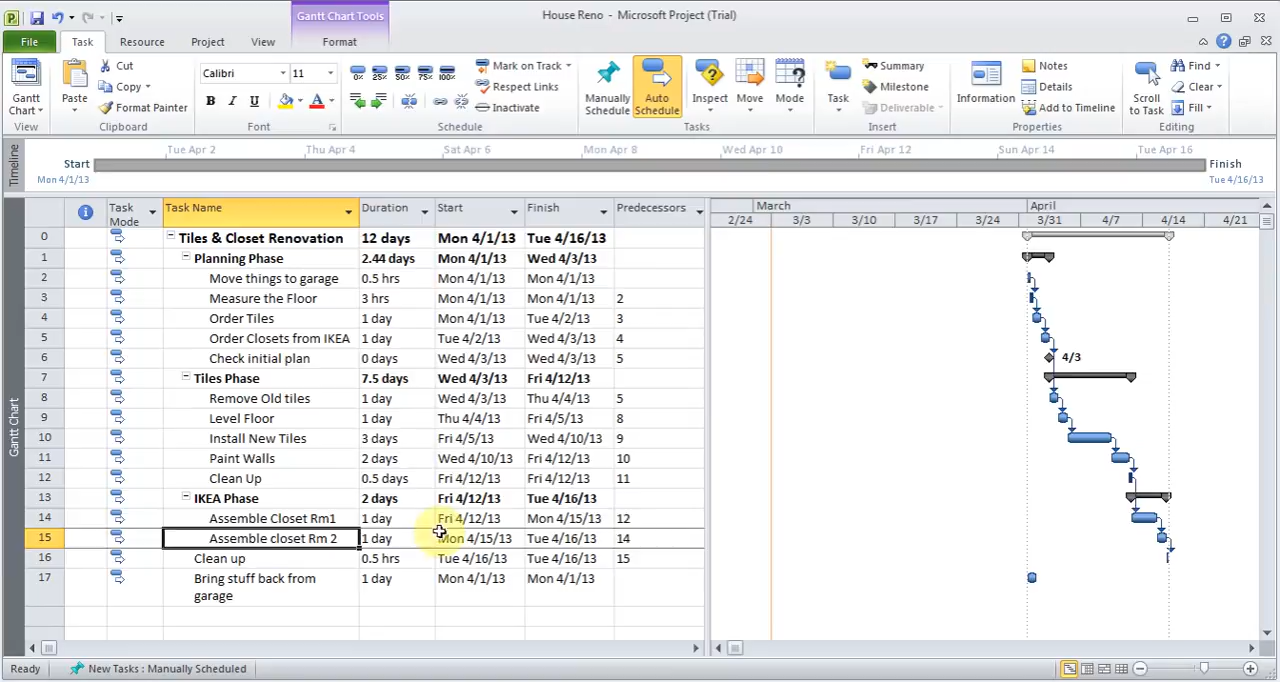 Gantt Chart Tools
House Reno - Microsoft Project (Trial)
File Task Resource Project View Format
Gantt Chart
View
Paste
Cut
Copy
Format Painter
Clipboard
Calibri 11
B I U A
Font
0% 25% 50% 75% 100%
Mark on Track
Respect Links
Inactivate
Schedule
Manually Schedule
Auto Schedule
Inspect
Move
Mode
Tasks
Task
Summary
Milestone
Deliverable
Insert
Information
Notes
Details
Add to Timeline
Properties
Scroll to Task
Find
Clear
Fill
Editing
Timeline
Tue Apr 2 Thu Apr 4 Sat Apr 6 Mon Apr 8 Wed Apr 10 Fri Apr 12 Sun Apr 14 Tue Apr 16
Start Finish
Mon 4/1/13 Tue 4/16/13
Gantt Chart
Task Mode Task Name Duration Start Finish Predecessors
March April
2/24 3/3 3/10 3/17 3/24 3/31 4/7 4/14 4/21
0 Tiles & Closet Renovation 12 days Mon 4/1/13 Tue 4/16/13
1 Planning Phase 2.44 days Mon 4/1/13 Wed 4/3/13
2 Move things to garage 0.5 hrs Mon 4/1/13 Mon 4/1/13
3 Measure the Floor 3 hrs Mon 4/1/13 Mon 4/1/13 2
4 Order Tiles 1 day Mon 4/1/13 Tue 4/2/13 3
5 Order Closets from IKEA 1 day Tue 4/2/13 Wed 4/3/13 4
6 Check initial plan 0 days Wed 4/3/13 Wed 4/3/13 5 4/3
7 Tiles Phase 7.5 days Wed 4/3/13 Fri 4/12/13
8 Remove Old tiles 1 day Wed 4/3/13 Thu 4/4/13 5
9 Level Floor 1 day Thu 4/4/13 Fri 4/5/13 8
10 Install New Tiles 3 days Fri 4/5/13 Wed 4/10/13 9
11 Paint Walls 2 days Wed 4/10/13 Fri 4/12/13 10
12 Clean Up 0.5 days Fri 4/12/13 Fri 4/12/13 11
13 IKEA Phase 2 days Fri 4/12/13 Tue 4/16/13
14 Assemble Closet Rm1 1 day Fri 4/12/13 Mon 4/15/13 12
15 Assemble closet Rm 2 1 day Mon 4/15/13 Tue 4/16/13 14
16 Clean up 0.5 hrs Tue 4/16/13 Tue 4/16/13 15
17 Bring stuff back from 1 day Mon 4/1/13 Mon 4/1/13
garage
Ready New Tasks : Manually Scheduled